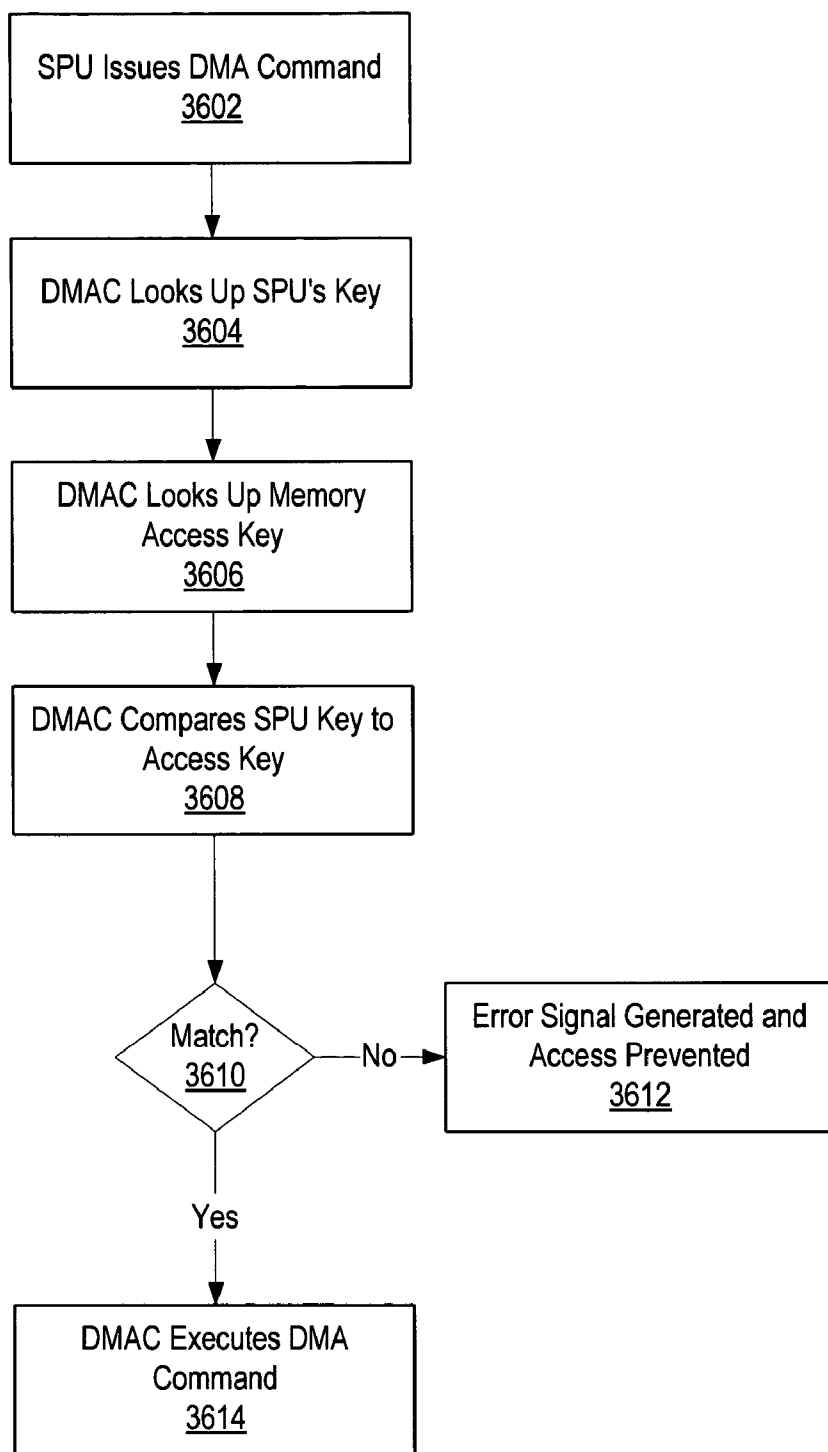 SPU Issues DMA Command
3602
DMAC Looks Up SPU's Key
3604
DMAC Looks Up Memory
Access Key
3606
DMAC Compares SPU Key to
Access Key
3608
Match?
3610
No
Error Signal Generated and
Access Prevented
3612
Yes
DMAC Executes DMA
Command
3614